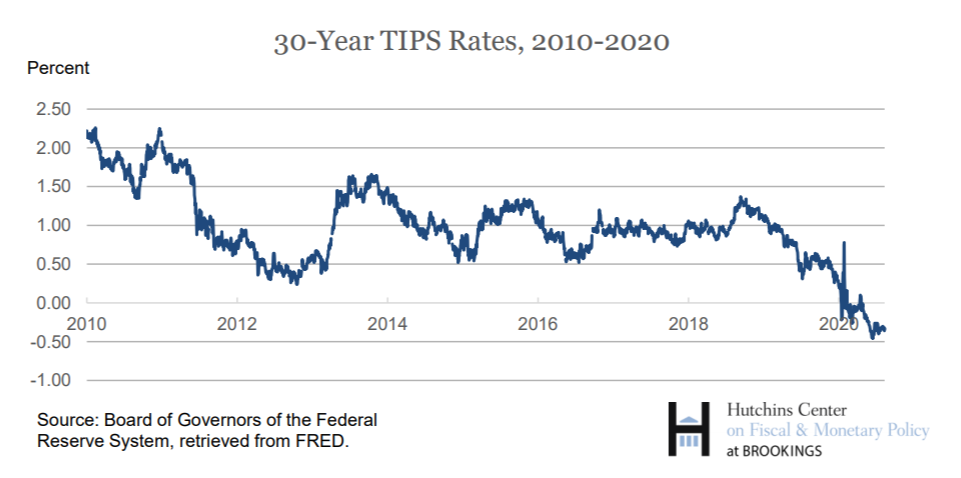 30-Year TIPS Rates, 2010-2020
Percent
2.50
2.00
1.50
1.00
0.50
0.00
2010 2012 2014 2016 2018 2020
-0.50
-1.00
Source: Board of Governors of the Federal
Reserve System, retrieved from FRED.
Hutchins Center
on Fiscal & Monetary Policy
at BROOKINGS